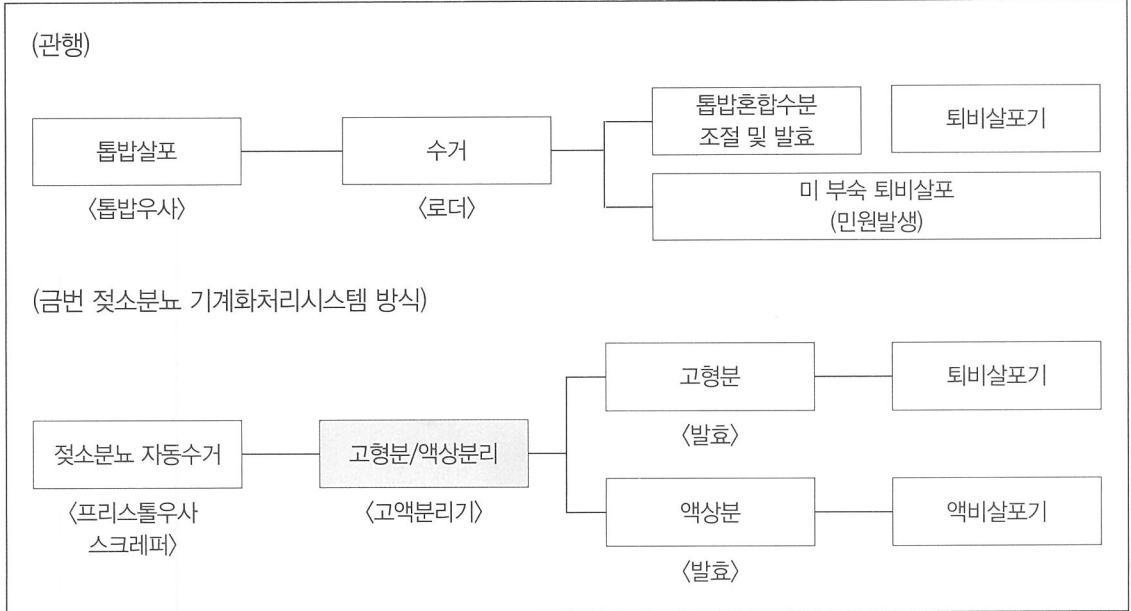 (관행)
톱밥살포
〈톱밥우사〉
수거
〈로더〉
톱밥혼합수분
조절 및 발효
퇴비살포기
미 부숙 퇴비살포
(민원발생)
(금번 젖소분뇨 기계화처리시스템 방식)
젖소분뇨 자동수거
〈프리스톨우사
스크레퍼〉
고형분/액상분리
〈고액분리기〉
고형분
〈발효〉
퇴비살포기
액상분
〈발효〉
액비살포기